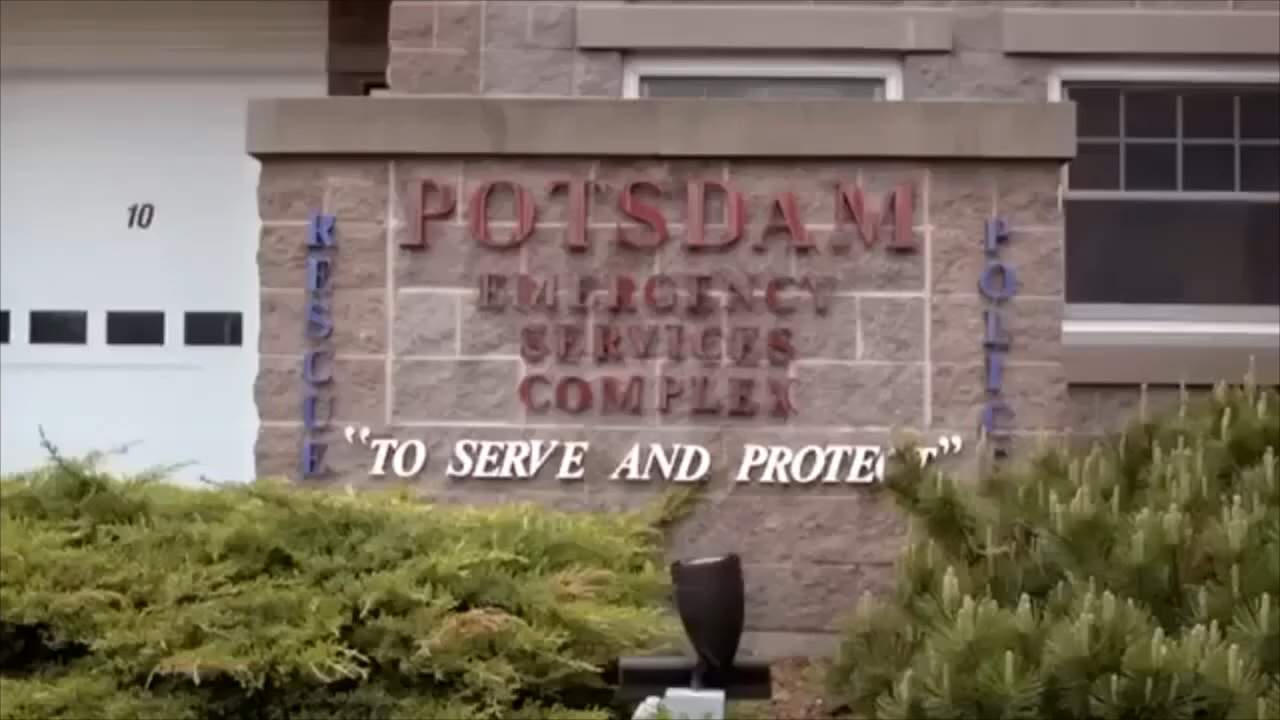 10
RESCUE
POTSDAM
EMERGENCY
SERVICES
COMPLEX
"TO SERVE AND PROTECT"
POLICE